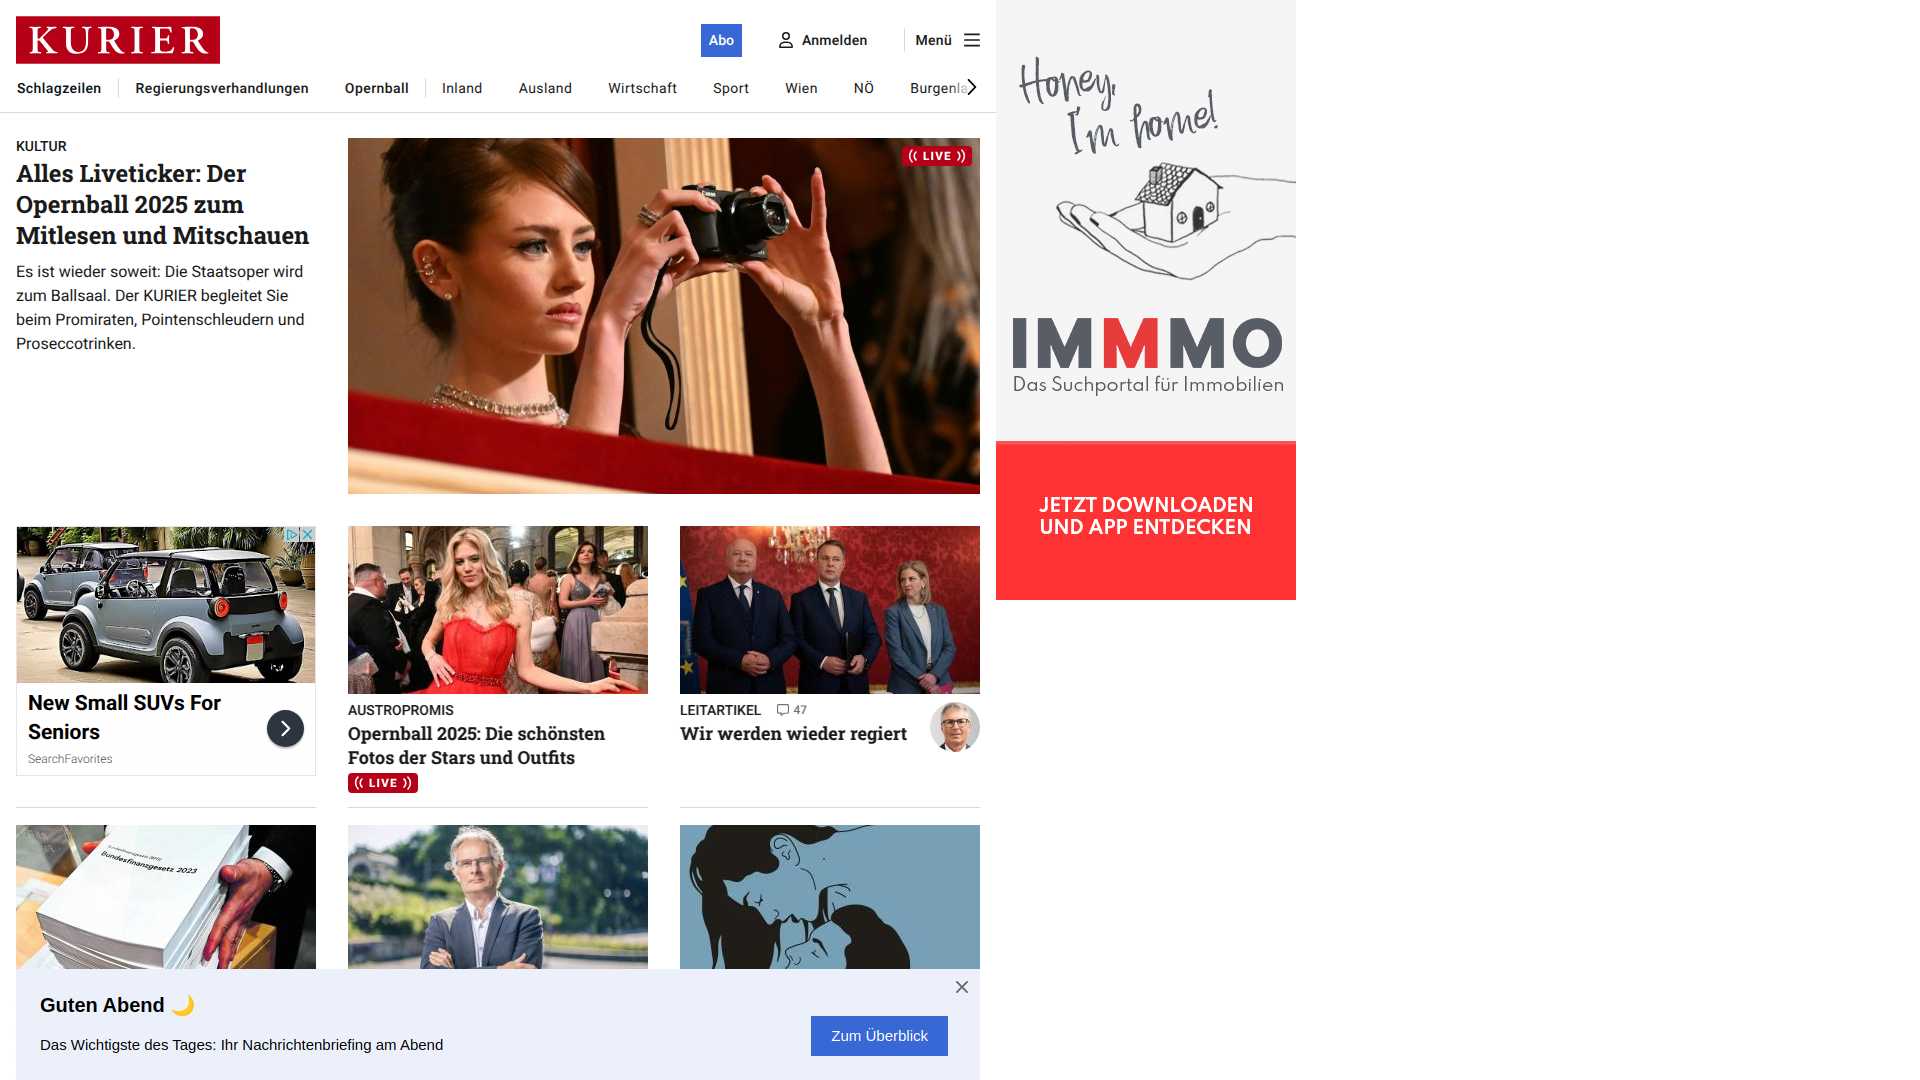 KURIER
Abo
Anmelden
Menü
Schlagzeilen
Regierungsverhandlungen
Opernball
Inland
Ausland
Wirtschaft
Sport
Wien
NÖ
KULTUR
Alles Liveticker: Der
Opernball 2025 zum
Mitlesen und Mitschauen
Es ist wieder soweit: Die Staatsoper wird
zum Ballsaal. Der KURIER begleitet Sie
beim Promiraten, Pointenschleudern und
Proseccotrinken.
LIVE
Canon
Honey,
I'm home!
IMMMO
Das Suchportal für Immobilien
JETZT DOWNLOADEN
UND APP ENTDECKEN
New Small SUVs For
Seniors
SearchFavorites
AUSTROPROMIS
Opernball 2025: Die schönsten
Fotos der Stars und Outfits
LIVE
LEITARTIKEL
47
Wir werden wieder regiert
Bundesfinanzgesetz 2023
Guten Abend 🌙
Das Wichtigste des Tages: Ihr Nachrichtenbriefing am Abend
Zum Überblick